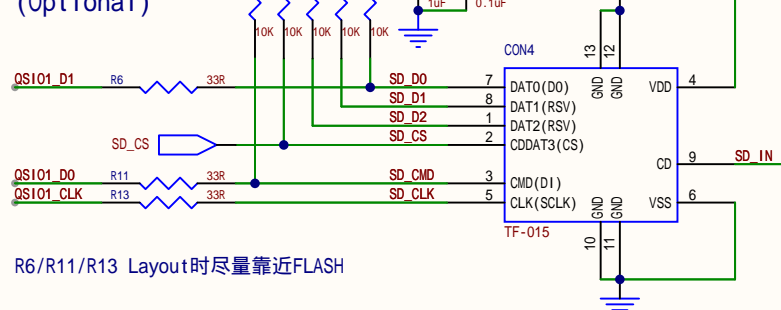 (Optional)
1uF
0.1uF
10K 10K 10K 10K 10K
CON4
13 12
QSIO1_D1 R6 33R SD_D0 7 DAT0(DO) GND GND VDD 4
SD_D1 8 DAT1(RSV)
SD_D2 1 DAT2(RSV)
SD_CS SD_CS 2 CDDAT3(CS)
CD 9 SD_IN
QSIO1_D0 R11 33R SD_CMD 3 CMD(DI)
QSIO1_CLK R13 33R SD_CLK 5 CLK(SCLK) GND GND VSS 6
TF-015
10 11
R6/R11/R13 Layout时尽量靠近FLASH